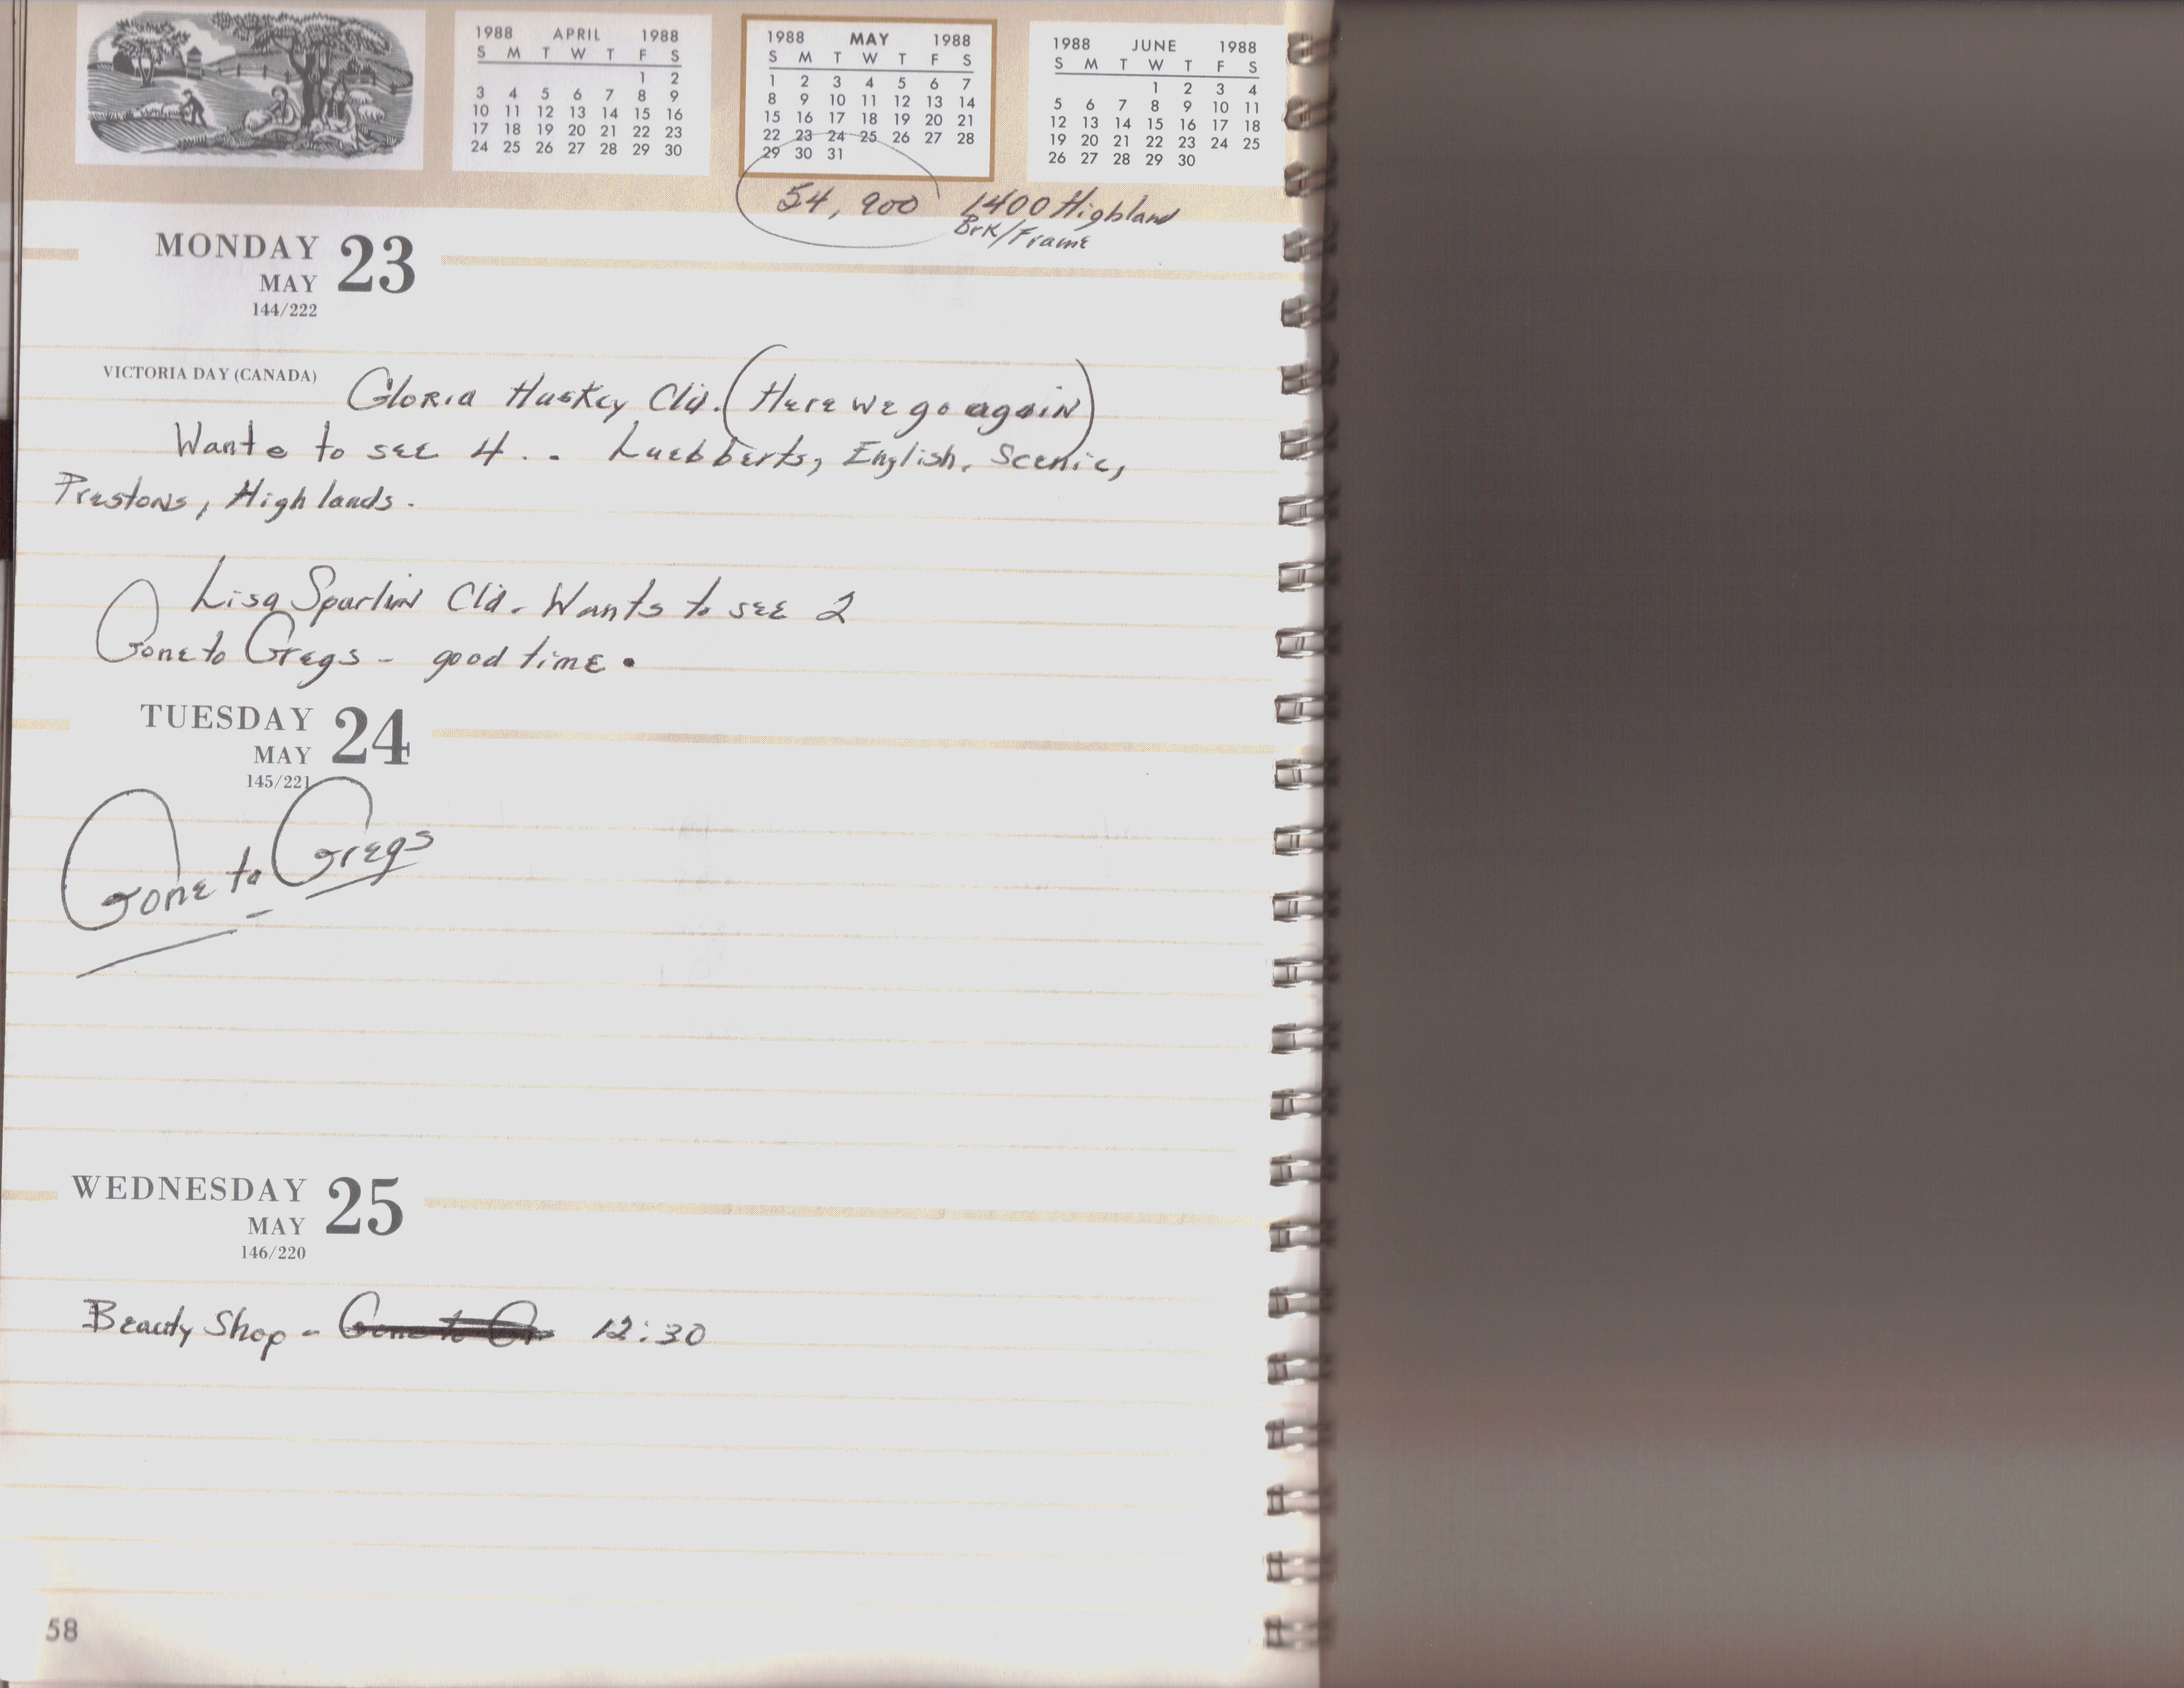 1988 APRIL 1988
S M T W T F S
1 2
3 4 5 6 7 8 9
10 11 12 13 14 15 16
17 18 19 20 21 22 23
24 25 26 27 28 29 30
1988 MAY 1988
S M T W T F S
1 2 3 4 5 6 7
8 9 10 11 12 13 14
15 16 17 18 19 20 21
22 23 24 25 26 27 28
29 30 31
1988 JUNE 1988
S M T W T F S
1 2 3 4
5 6 7 8 9 10 11
12 13 14 15 16 17 18
19 20 21 22 23 24 25
26 27 28 29 30
54,900 1400 Highland
Brk/Frame
MONDAY 23
MAY
144/222
VICTORIA DAY (CANADA)
Gloria Huskey Cld. (Here we go again)
Wants to see 4 . . Luebberts, English, Scenic,
Prestons, Highlands.
Lisa Sparlin Cld. Wants to see 2
Gone to Gregs - good time.
TUESDAY 24
MAY
145/221
Gone to Gregs
WEDNESDAY 25
MAY
146/220
Beauty Shop - Gone to Gr 12:30
58